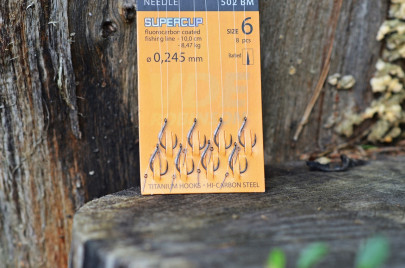 NEEDLE 502 BM
SUPERCUP
fluorocarbon coated
fishing line - 10,0 cm
- 8,47 kg
SIZE 6
8 pcs
Barbed
ø 0,245 mm
TITANIUM HOOKS - HI-CARBON STEEL